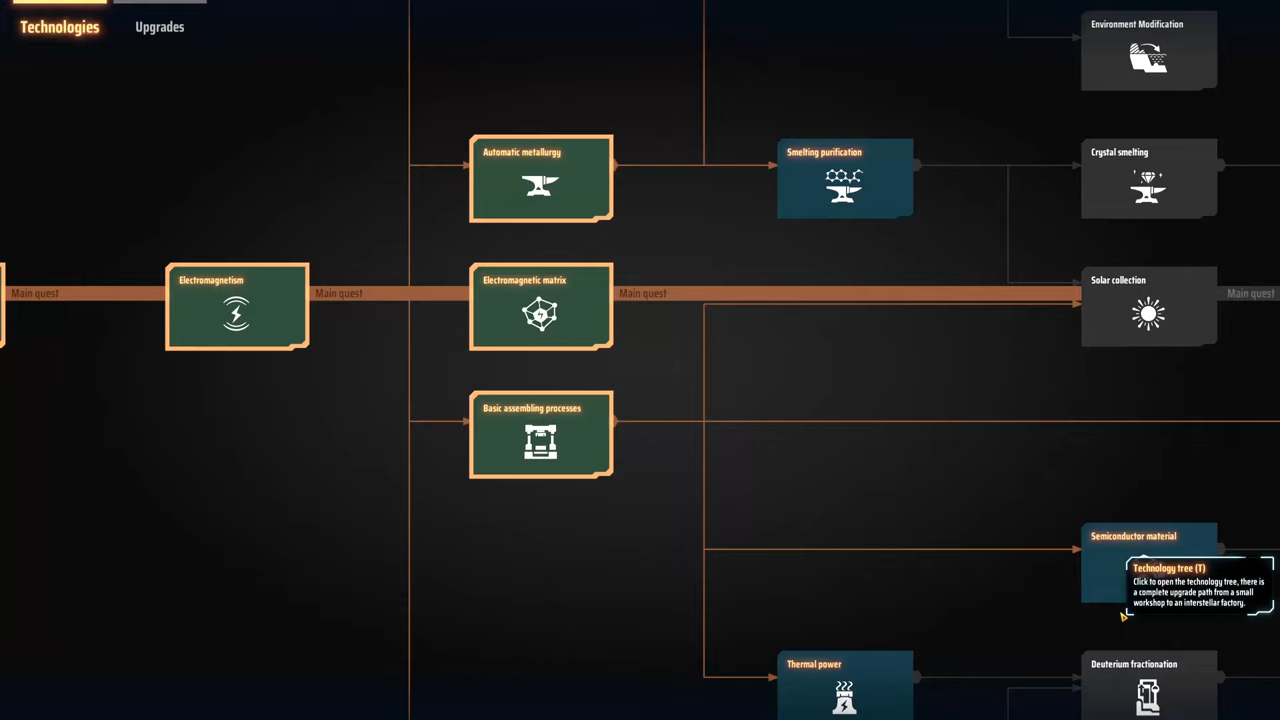 Technologies
Upgrades
Environment Modification
Automatic metallurgy
Smelting purification
Crystal smelting
Electromagnetism
Electromagnetic matrix
Solar collection
Main quest
Main quest
Main quest
Main quest
Basic assembling processes
Semiconductor material
Technology tree (T)
Click to open the technology tree, there is
a complete upgrade path from a small
workshop to an interstellar factory.
Thermal power
Deuterium fractionation